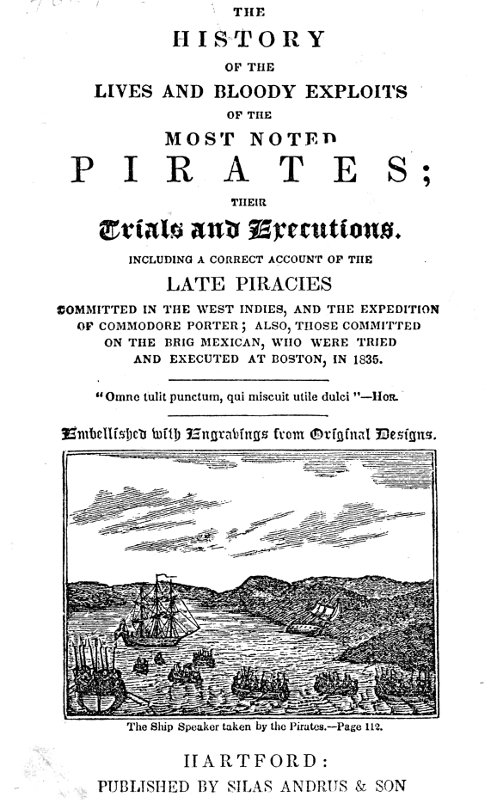 THE
HISTORY
OF THE
LIVES AND BLOODY EXPLOITS
OF THE
MOST NOTED
PIRATES;
THEIR
Trials and Executions.
INCLUDING A CORRECT ACCOUNT OF THE
LATE PIRACIES
COMMITTED IN THE WEST INDIES, AND THE EXPEDITION
OF COMMODORE PORTER; ALSO, THOSE COMMITTED
ON THE BRIG MEXICAN, WHO WERE TRIED
AND EXECUTED AT BOSTON, IN 1835.
"Omne tulit punctum, qui miscuit utile dulci"—HOR.
Embellished with Engravings from Original Designs.
The Ship Speaker taken by the Pirates.—Page 112.
HARTFORD:
PUBLISHED BY SILAS ANDRUS & SON